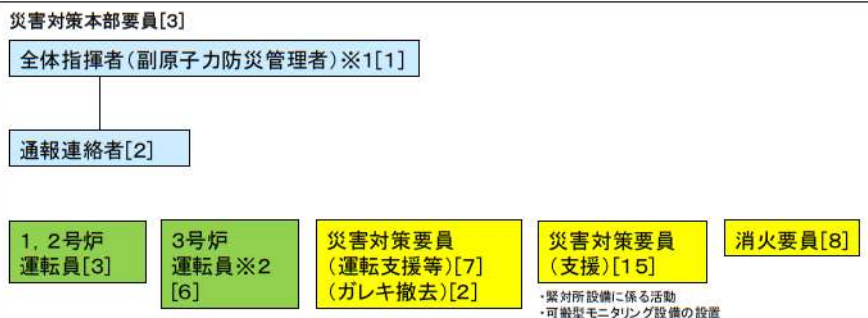 災害対策本部要員[3]
全体指揮者(副原子力防災管理者)※1[1]
通報連絡者[2]
1,2号炉
運転員[3]
3号炉
運転員※2
[6]
災害対策要員
(運転支援等)[7]
(ガレキ撤去)[2]
災害対策要員
(支援)[15]
消火要員[8]
・緊対所設備に係る活動
・可搬型モニタリング設備の設置